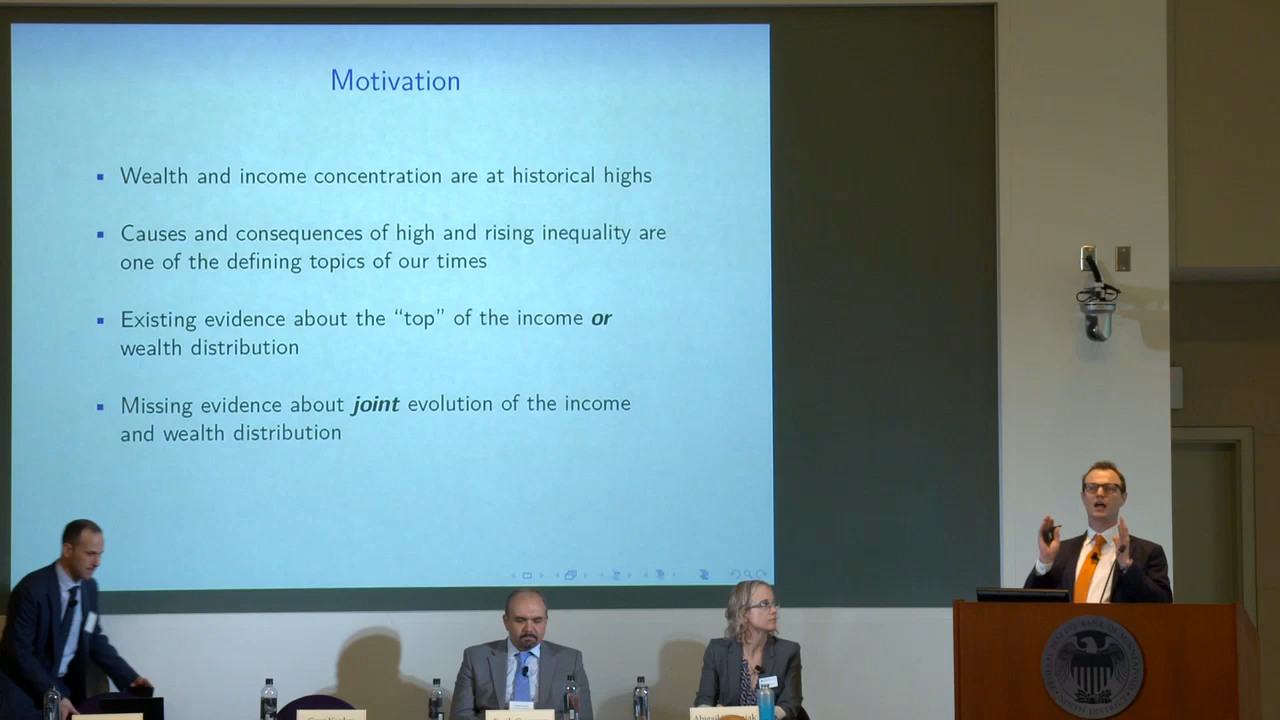 Motivation
Wealth and income concentration are at historical highs
Causes and consequences of high and rising inequality are
one of the defining topics of our times
Existing evidence about the “top” of the income or
wealth distribution
Missing evidence about joint evolution of the income
and wealth distribution
Abigail